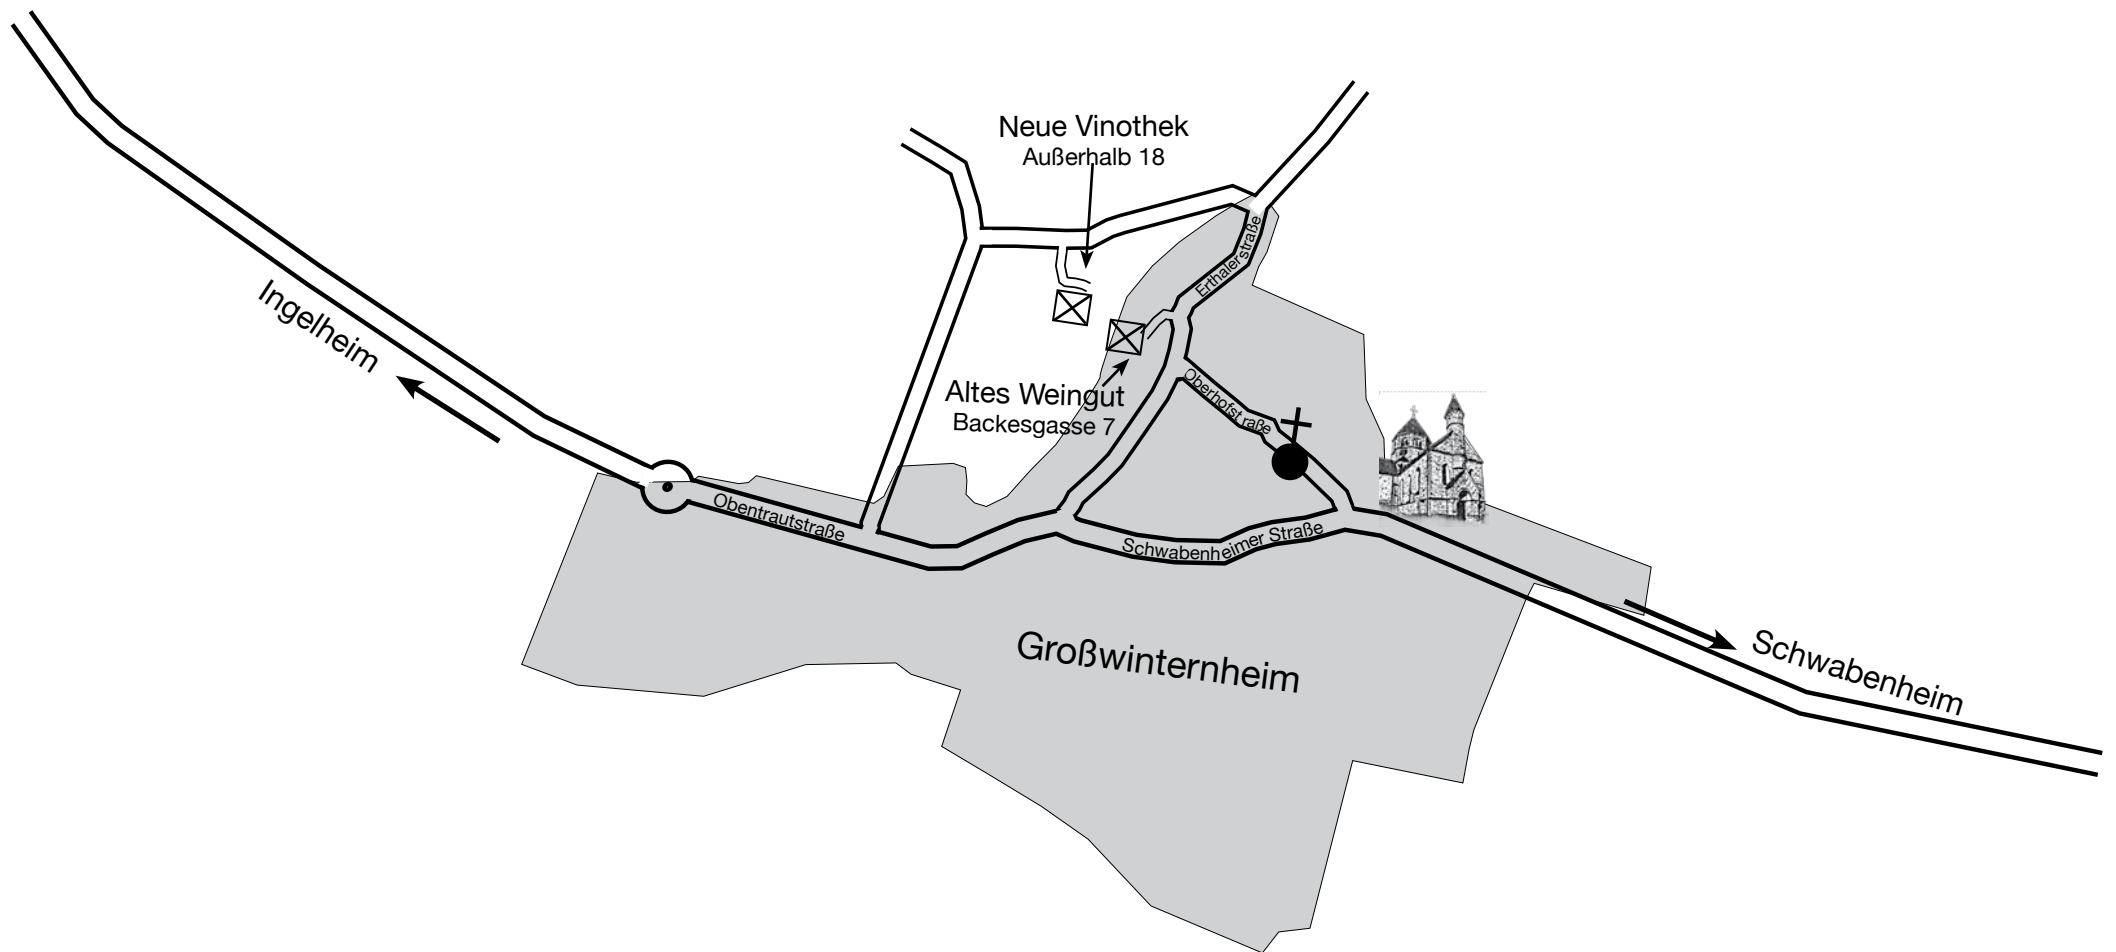 Neue Vinothek
Außerhalb 18
Erthalerstraße
Ingelheim
Altes Weingut
Backesgasse 7
Oberhofstraße
Obentrautstraße
Schwabenheimer Straße
Großwinternheim
Schwabenheim